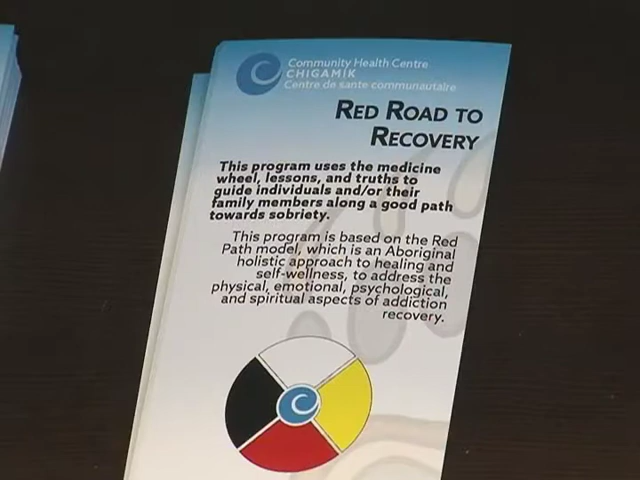 Community Health Centre
CHIGAMIK
Centre de santé communautaire
RED ROAD TO
RECOVERY
This program uses the medicine
wheel, lessons, and truths to
guide individuals and/or their
family members along a good path
towards sobriety.
This program is based on the Red
Path model, which is an Aboriginal
holistic approach to healing and
self-wellness, to address the
physical, emotional, psychological,
and spiritual aspects of addiction
recovery.